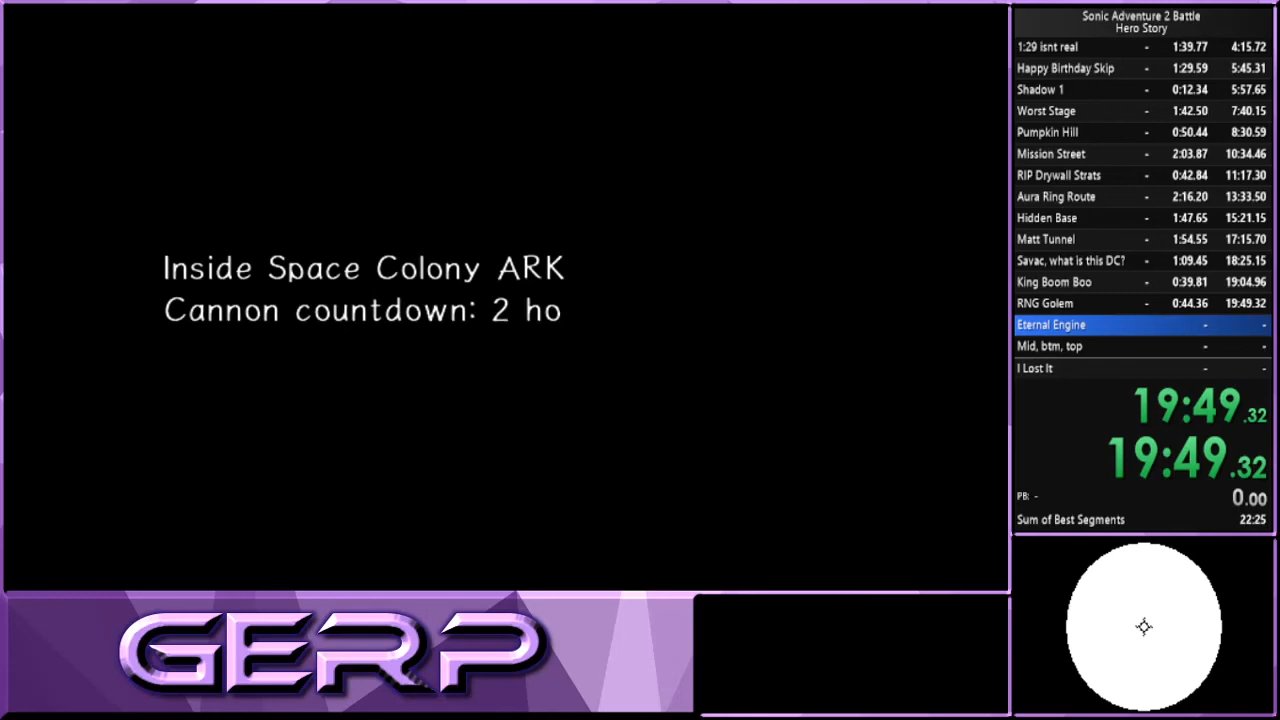 Inside Space Colony ARK
Cannon countdown: 2 ho
GERP
Sonic Adventure 2 Battle
Hero Story
1:29 isnt real - 1:39.77 4:15.72
Happy Birthday Skip - 1:29.59 5:45.31
Shadow 1 - 0:12.34 5:57.65
Worst Stage - 1:42.50 7:40.15
Pumpkin Hill - 0:50.44 8:30.59
Mission Street - 2:03.87 10:34.46
RIP Drywall Strats - 0:42.84 11:17.30
Aura Ring Route - 2:16.20 13:33.50
Hidden Base - 1:47.65 15:21.15
Matt Tunnel - 1:54.55 17:15.70
Savac, what is this DC? - 1:09.45 18:25.15
King Boom Boo - 0:39.81 19:04.96
RNG Golem - 0:44.36 19:49.32
Eternal Engine - -
Mid, btm, top - -
I Lost It - -
19:49.32
19:49.32
PB: - 0.00
Sum of Best Segments 22:25